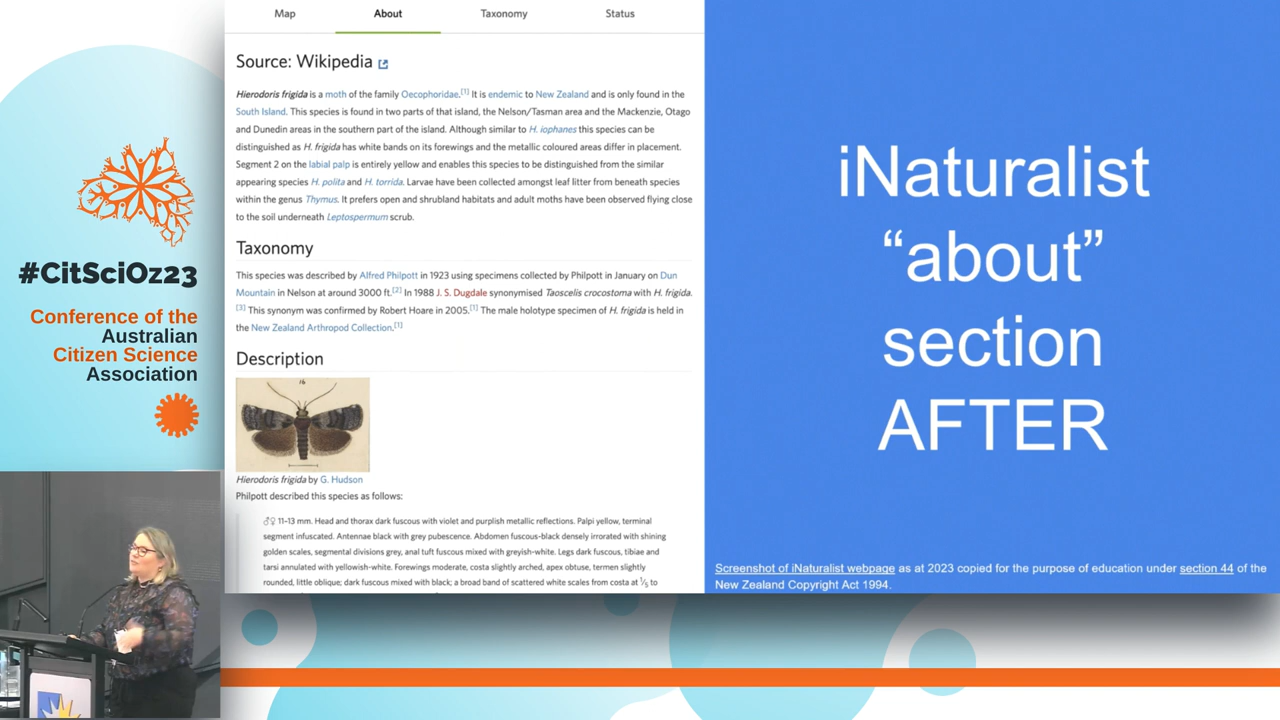 Map About Taxonomy Status
Source: Wikipedia
Hierodoris frigida is a moth of the family Oecophoridae.[1] It is endemic to New Zealand and is only found in the
South Island. This species is found in two parts of that island, the Nelson/Tasman area and the Mackenzie, Otago
and Dunedin areas in the southern part of the island. Although similar to H. iophanes this species can be
distinguished as H. frigida has white bands on its forewings and the metallic coloured areas differ in placement.
Segment 2 on the labial palp is entirely yellow and enables this species to be distinguished from the similar
appearing species H. polita and H. torrida. Larvae have been collected amongst leaf litter from beneath species
within the genus Thymus. It prefers open and shrubland habitats and adult moths have been observed flying close
to the soil underneath Leptospermum scrub.
Taxonomy
This species was described by Alfred Philpott in 1923 using specimens collected by Philpott in January on Dun
Mountain in Nelson at around 3000 ft.[2] In 1988 J. S. Dugdale synonymised Taoscelis crocostoma with H. frigida.
[3] This synonym was confirmed by Robert Hoare in 2005.[1] The male holotype specimen of H. frigida is held in
the New Zealand Arthropod Collection.[1]
Description
16
Hierodoris frigida by G. Hudson
Philpott described this species as follows:
♂♀ 11–13 mm. Head and thorax dark fuscous with violet and purplish metallic reflections. Palpi yellow, terminal
segment infuscated. Antennae black with grey pubescence. Abdomen fuscous-black densely irrorated with shining
golden scales, segmental divisions grey, anal tuft fuscous mixed with greyish-white. Legs dark fuscous, tibiae and
tarsi annulated with yellowish-white. Forewings moderate, costa slightly arched, apex obtuse, termen slightly
rounded, little oblique; dark fuscous mixed with black; a broad band of scattered white scales from costa at 1/5 to
iNaturalist
“about”
section
AFTER
Screenshot of iNaturalist webpage as at 2023 copied for the purpose of education under section 44 of the
New Zealand Copyright Act 1994.
#CitSciOz23
Conference of the
Australian
Citizen Science
Association